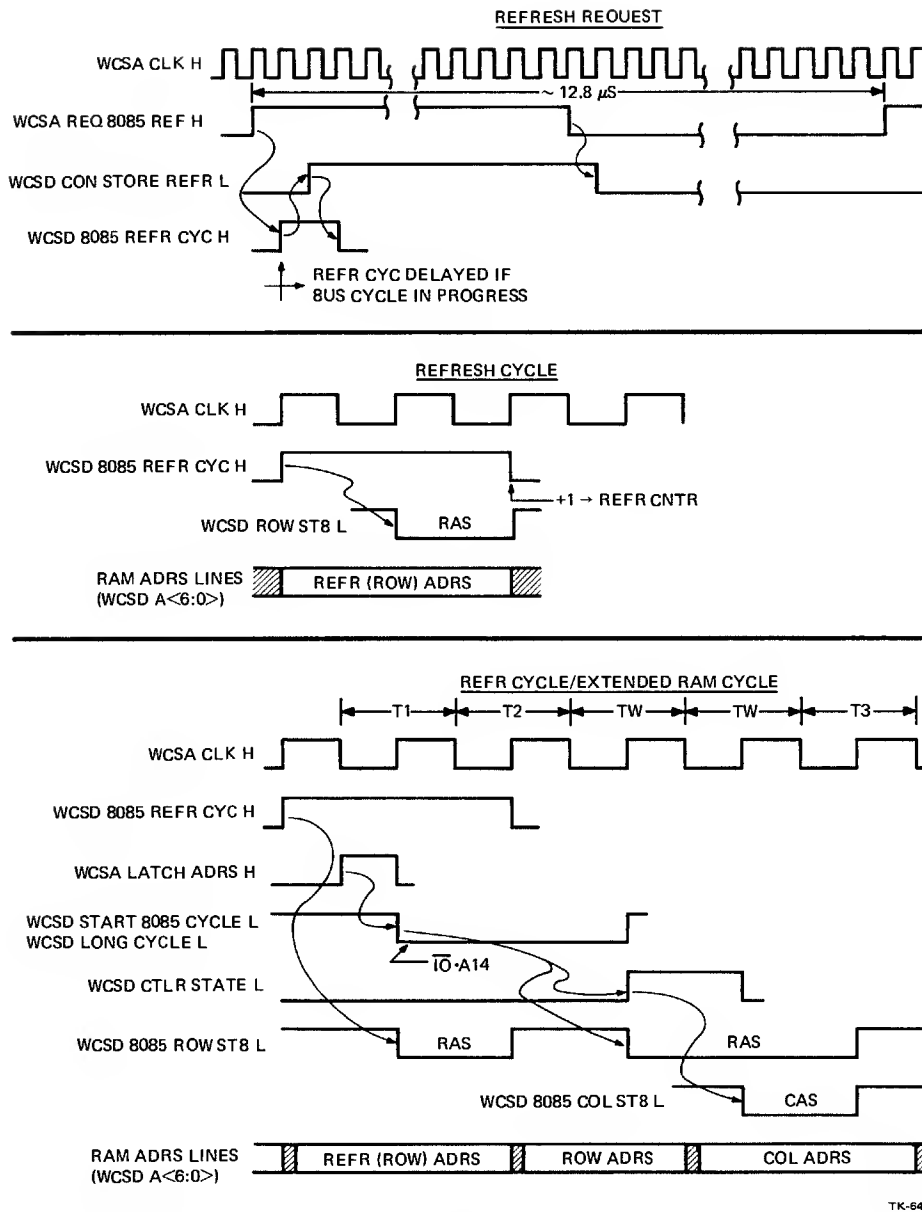 REFRESH REQUEST
WCSA CLK H
~ 12.8 µS
WCSA REQ 8085 REF H
WCSD CON STORE REFR L
WCSD 8085 REFR CYC H
REFR CYC DELAYED IF
8US CYCLE IN PROGRESS
REFRESH CYCLE
WCSA CLK H
WCSD 8085 REFR CYC H
+1 → REFR CNTR
WCSD ROW ST8 L
RAS
RAM ADRS LINES
(WCSD A<6:0>)
REFR (ROW) ADRS
REFR CYCLE/EXTENDED RAM CYCLE
T1 T2 TW TW T3
WCSA CLK H
WCSD 8085 REFR CYC H
WCSA LATCH ADRS H
WCSD START 8085 CYCLE L
WCSD LONG CYCLE L
I̅O̅·A14
WCSD CTLR STATE L
WCSD 8085 ROW ST8 L
RAS RAS
WCSD 8085 COL ST8 L
CAS
RAM ADRS LINES
(WCSD A<6:0>)
REFR (ROW) ADRS ROW ADRS COL ADRS
TK-64